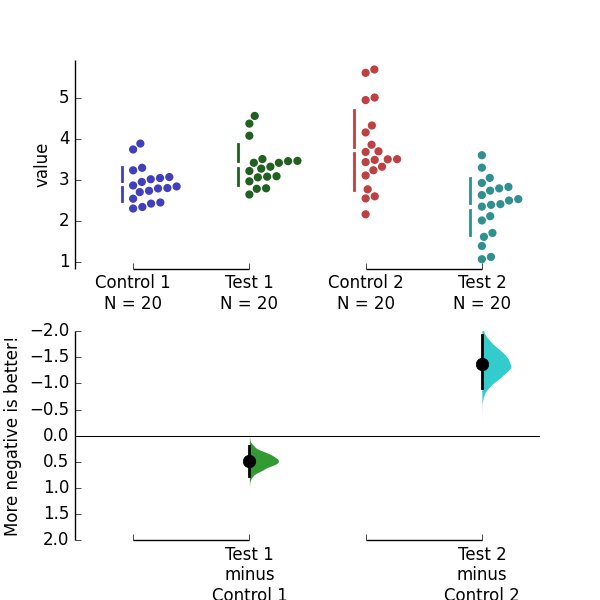 value
5
4
3
2
1
Control 1
N = 20
Test 1
N = 20
Control 2
N = 20
Test 2
N = 20
More negative is better!
−2.0
−1.5
−1.0
−0.5
0.0
0.5
1.0
1.5
2.0
Test 1
minus
Control 1
Test 2
minus
Control 2